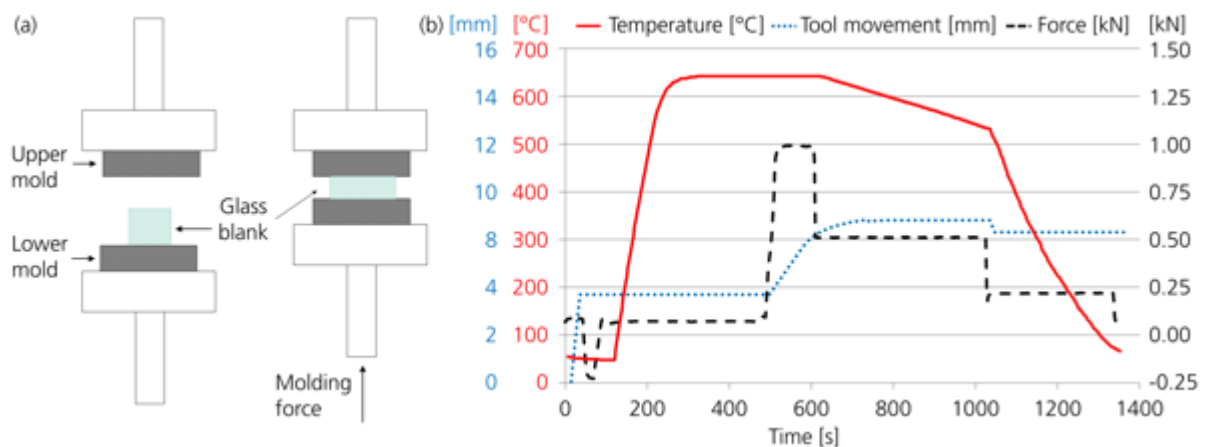 (a)
Upper
mold
Lower
mold
Glass
blank
Molding
force
(b) [mm] [°C] Temperature [°C] Tool movement [mm] Force [kN] [kN]
16 700 1.50
14 600 1.25
12 500 1.00
10 400 0.75
8 300 0.50
4 200 0.25
2 100 0.00
0 0 -0.25
0 200 400 600 800 1000 1200 1400
Time [s]